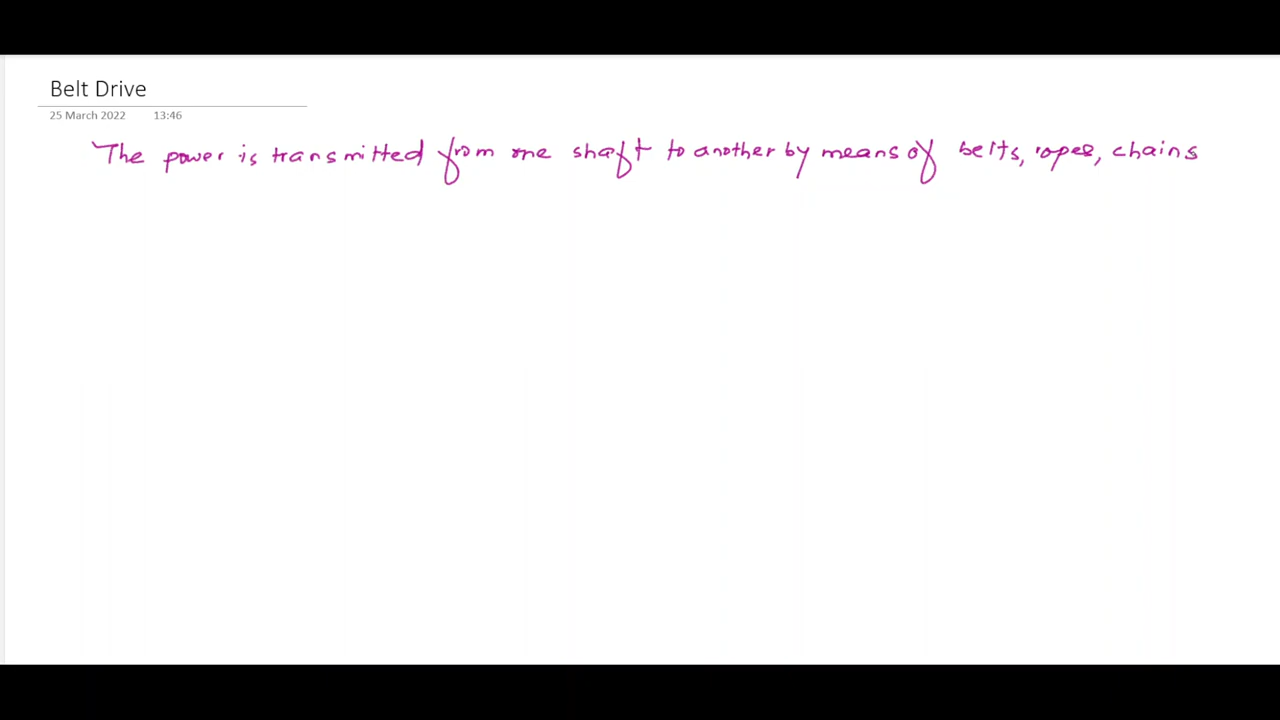 Belt Drive
25 March 2022 13:46
The power is transmitted from one shaft to another by means of belts, ropes, chains